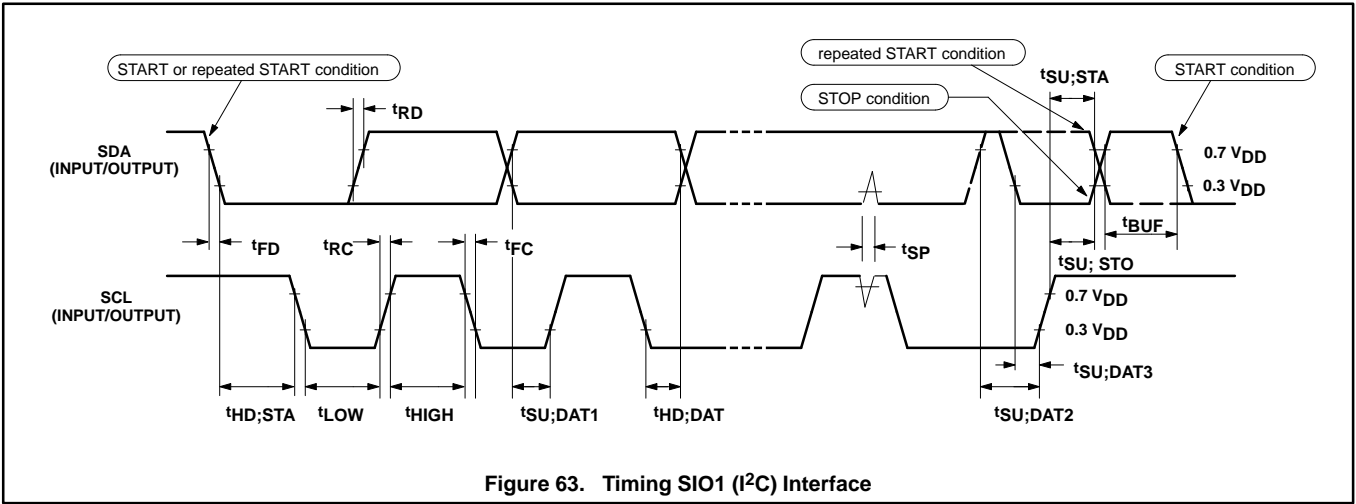 repeated START condition
START or repeated START condition
tSU;STA
START condition
STOP condition
tRD
SDA
(INPUT/OUTPUT)
0.7 VDD
0.3 VDD
tFD
tRC
tFC
tSP
tBUF
tSU; STO
SCL
(INPUT/OUTPUT)
0.7 VDD
0.3 VDD
tSU;DAT3
tHD;STA
tLOW
tHIGH
tSU;DAT1
tHD;DAT
tSU;DAT2
Figure 63. Timing SIO1 (I2C) Interface